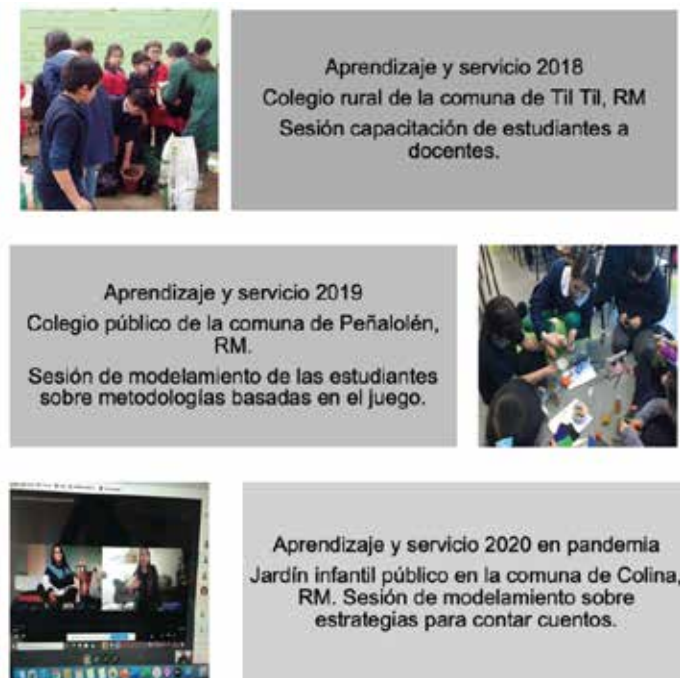 Aprendizaje y servicio 2018
Colegio rural de la comuna de Til Til, RM
Sesión capacitación de estudiantes a
docentes.
Aprendizaje y servicio 2019
Colegio público de la comuna de Peñalolén,
RM.
Sesión de modelamiento de las estudiantes
sobre metodologías basadas en el juego.
Aprendizaje y servicio 2020 en pandemia
Jardín infantil público en la comuna de Colina,
RM. Sesión de modelamiento sobre
estrategias para contar cuentos.